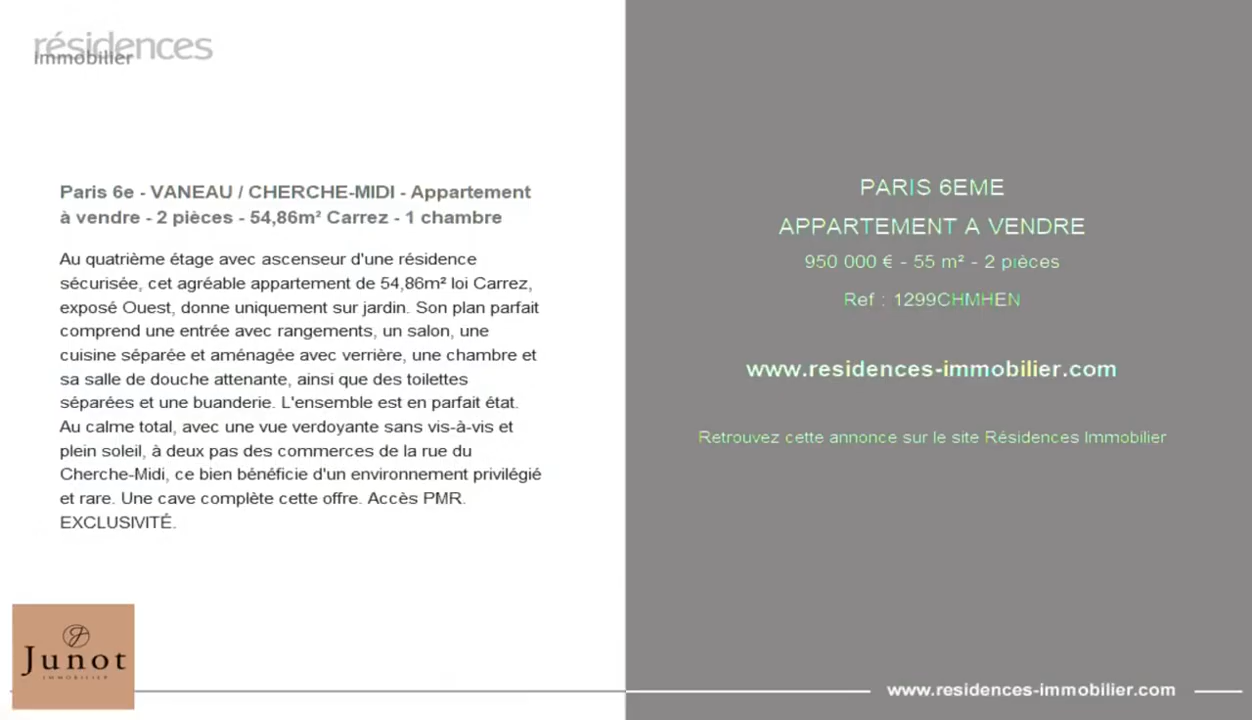 résidences
Immobilier
Paris 6e - VANEAU / CHERCHE-MIDI - Appartement
à vendre - 2 pièces - 54,86m² Carrez - 1 chambre
Au quatrième étage avec ascenseur d'une résidence
sécurisée, cet agréable appartement de 54,86m² loi Carrez,
exposé Ouest, donne uniquement sur jardin. Son plan parfait
comprend une entrée avec rangements, un salon, une
cuisine séparée et aménagée avec verrière, une chambre et
sa salle de douche attenante, ainsi que des toilettes
séparées et une buanderie. L'ensemble est en parfait état.
Au calme total, avec une vue verdoyante sans vis-à-vis et
plein soleil, à deux pas des commerces de la rue du
Cherche-Midi, ce bien bénéficie d'un environnement privilégié
et rare. Une cave complète cette offre. Accès PMR.
EXCLUSIVITÉ.
Junot
IMMOBILIER
PARIS 6EME
APPARTEMENT A VENDRE
950 000 € - 55 m² - 2 pièces
Ref : 1299CHMHEN
www.residences-immobilier.com
Retrouvez cette annonce sur le site Résidences Immobilier
www.residences-immobilier.com